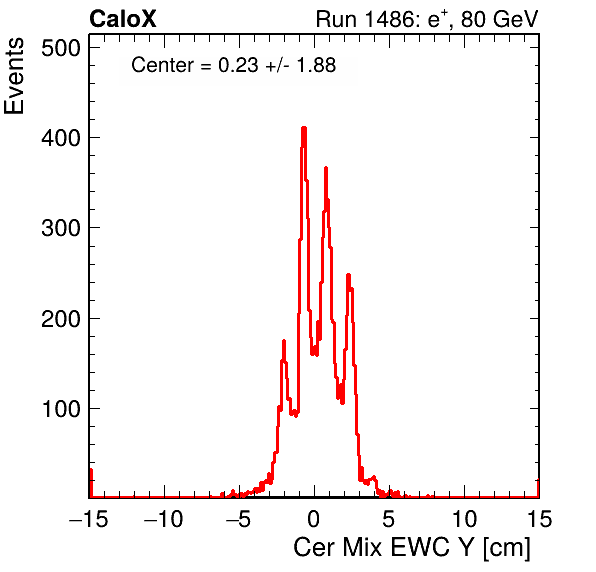 CaloX
Run 1486: e+, 80 GeV
Events
Center = 0.23 +/- 1.88
500
400
300
200
100
−15 −10 −5 0 5 10 15
Cer Mix EWC Y [cm]